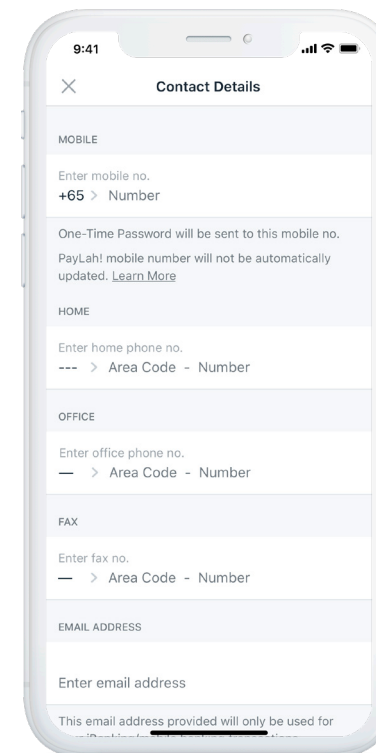 9:41
Contact Details
MOBILE
Enter mobile no.
+65 > Number
One-Time Password will be sent to this mobile no.
PayLah! mobile number will not be automatically
updated. Learn More
HOME
Enter home phone no.
--- > Area Code - Number
OFFICE
Enter office phone no.
— > Area Code - Number
FAX
Enter fax no.
— > Area Code - Number
EMAIL ADDRESS
Enter email address
This email address provided will only be used for